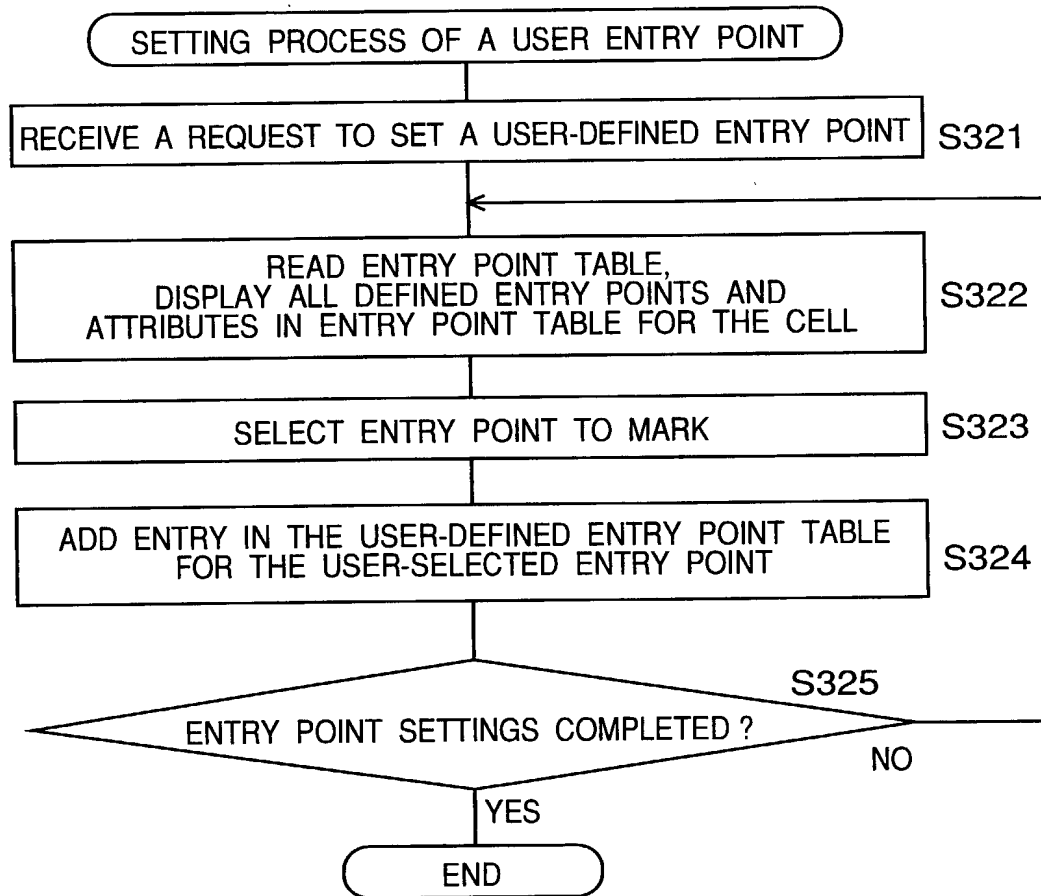 SETTING PROCESS OF A USER ENTRY POINT
RECEIVE A REQUEST TO SET A USER-DEFINED ENTRY POINT
S321
READ ENTRY POINT TABLE,
DISPLAY ALL DEFINED ENTRY POINTS AND
ATTRIBUTES IN ENTRY POINT TABLE FOR THE CELL
S322
SELECT ENTRY POINT TO MARK
S323
ADD ENTRY IN THE USER-DEFINED ENTRY POINT TABLE
FOR THE USER-SELECTED ENTRY POINT
S324
S325
ENTRY POINT SETTINGS COMPLETED ?
NO
YES
END